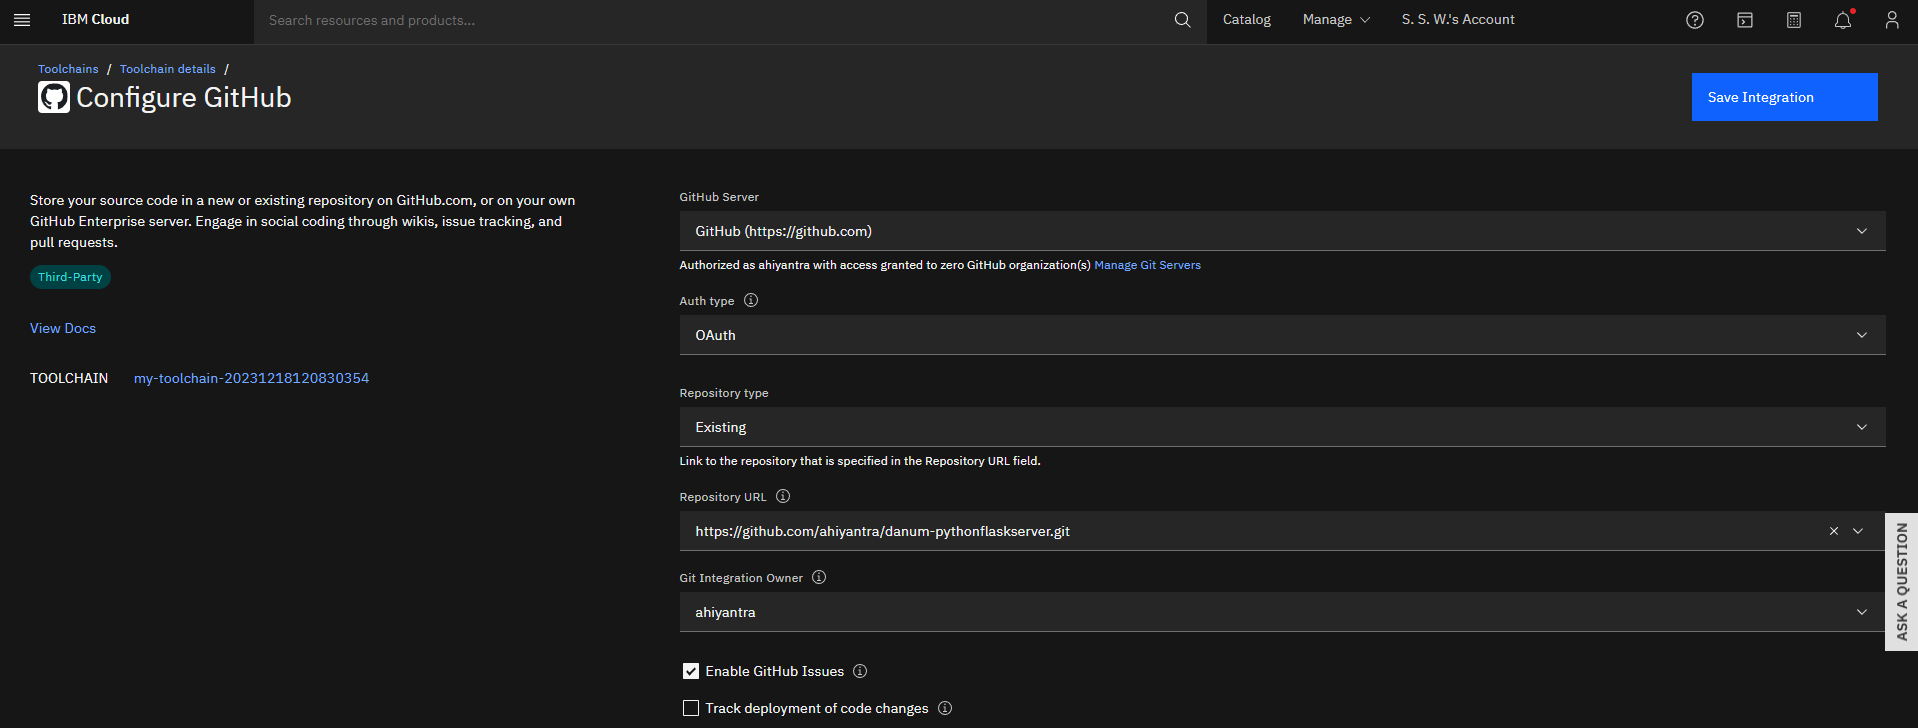 IBM Cloud
Search resources and products...
Catalog
Manage
S. S. W.'s Account
Toolchains / Toolchain details /
Configure GitHub
Save Integration
Store your source code in a new or existing repository on GitHub.com, or on your own
GitHub Enterprise server. Engage in social coding through wikis, issue tracking, and
pull requests.
Third-Party
View Docs
TOOLCHAIN my-toolchain-20231218120830354
GitHub Server
GitHub (https://github.com)
Authorized as ahiyantra with access granted to zero GitHub organization(s) Manage Git Servers
Auth type
OAuth
Repository type
Existing
Link to the repository that is specified in the Repository URL field.
Repository URL
https://github.com/ahiyantra/danum-pythonflaskserver.git
Git Integration Owner
ahiyantra
Enable GitHub Issues
Track deployment of code changes
ASK A QUESTION